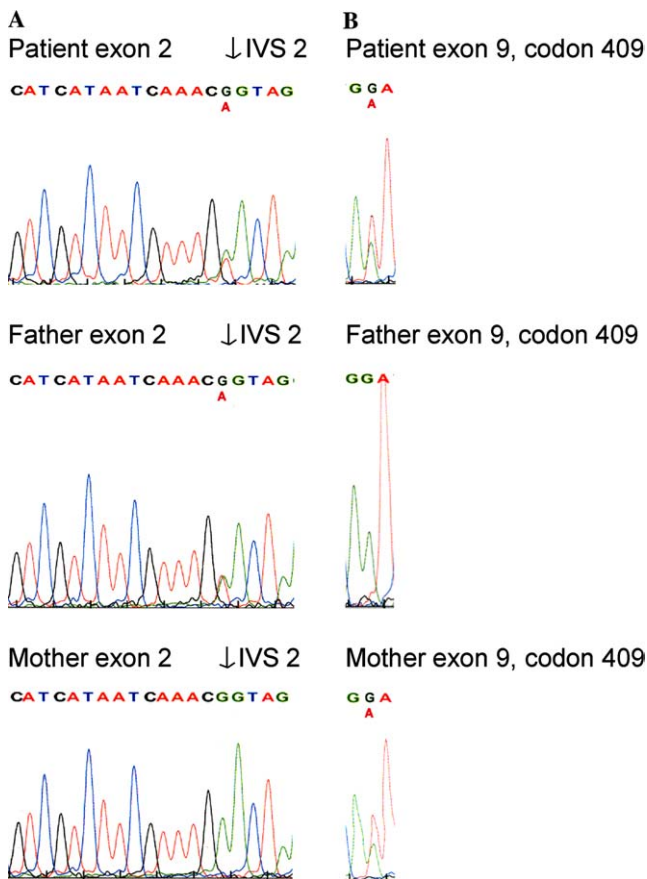 A
Patient exon 2 ↓IVS 2
CATCATAATCAAACGGTAG
A
B
Patient exon 9, codon 409
GGA
A
Father exon 2 ↓IVS 2
CATCATAATCAAACGGTAG
A
Father exon 9, codon 409
GGA
Mother exon 2 ↓IVS 2
CATCATAATCAAACGGTAG
Mother exon 9, codon 409
GGA
A